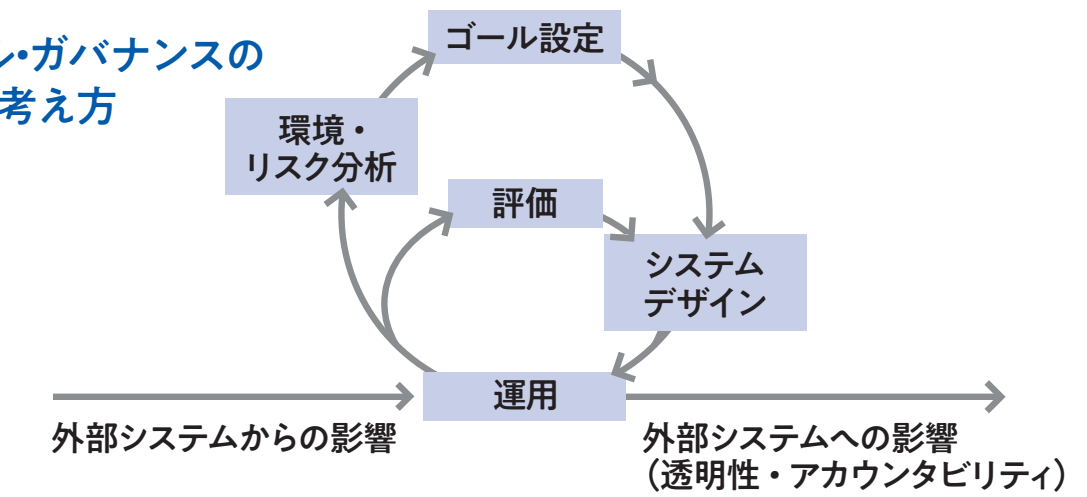 ル・ガバナンスの
考え方
ゴール設定
環境・
リスク分析
評価
システム
デザイン
運用
外部システムからの影響
外部システムへの影響
（透明性・アカウンタビリティ）